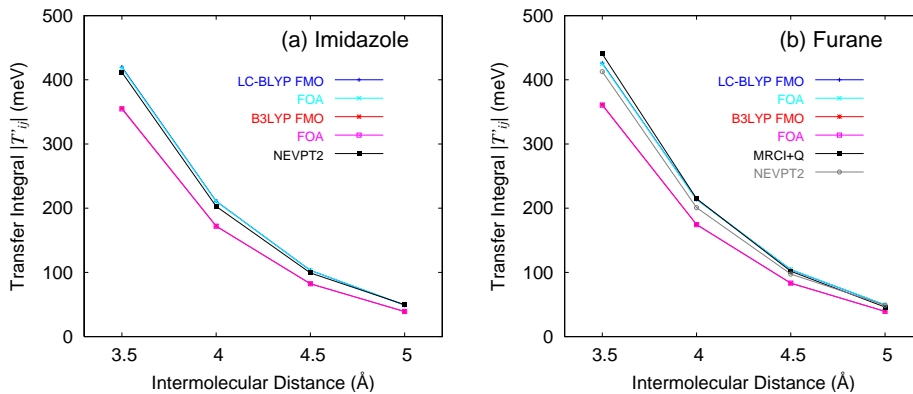 (a) Imidazole
Transfer Integral |T'ij| (meV)
500
400
300
200
100
0
LC-BLYP FMO
FOA
B3LYP FMO
FOA
NEVPT2
3.5 4 4.5 5
Intermolecular Distance (Å)
(b) Furane
Transfer Integral |T'ij| (meV)
500
400
300
200
100
0
LC-BLYP FMO
FOA
B3LYP FMO
FOA
MRCI+Q
NEVPT2
3.5 4 4.5 5
Intermolecular Distance (Å)